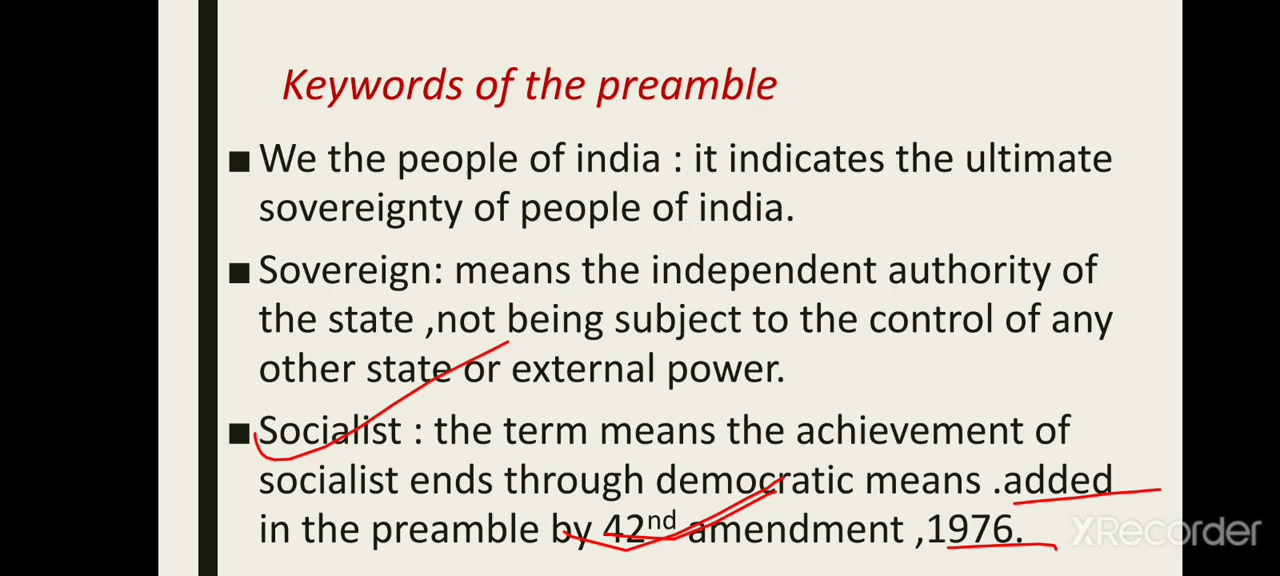 Keywords of the preamble
■ We the people of india : it indicates the ultimate
sovereignty of people of india.
■ Sovereign: means the independent authority of
the state ,not being subject to the control of any
other state or external power.
■ Socialist : the term means the achievement of
socialist ends through democratic means .added
in the preamble by 42nd amendment ,1976.
XRecorder